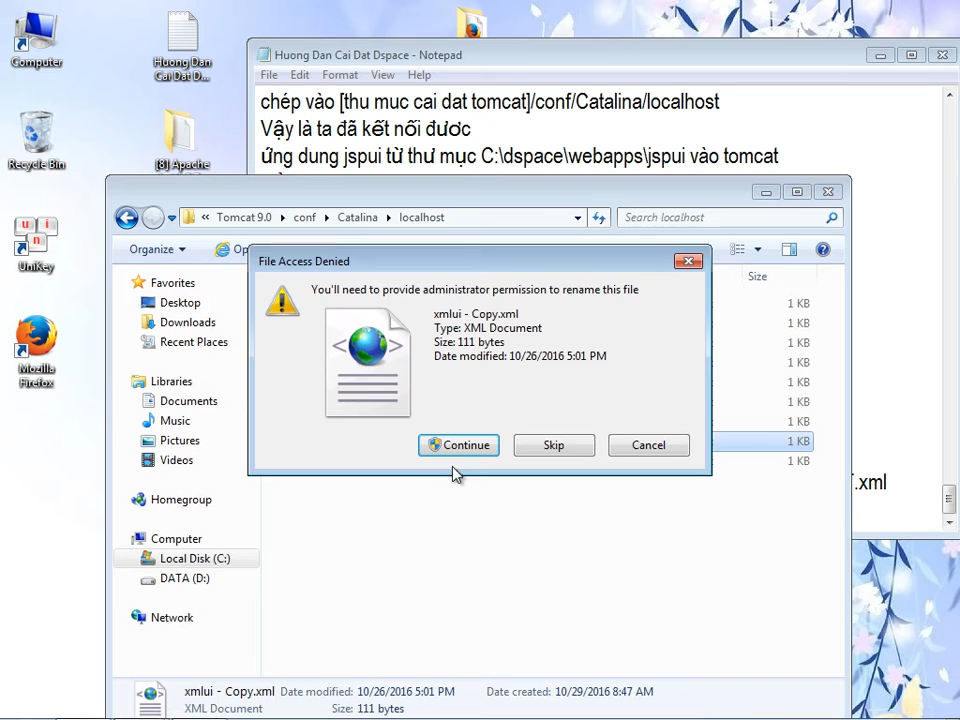 Computer
Huong Dan
Cai Dat D...
Recycle Bin
[8] Apache
UniKey
Mozilla
Firefox
Huong Dan Cai Dat Dspace - Notepad
File Edit Format View Help
chép vào [thu muc cai dat tomcat]/conf/Catalina/localhost
Vậy là ta đã kết nối được
ứng dung jspui từ thư mục C:\dspace\webapps\jspui vào tomcat
.xml
« Tomcat 9.0 conf Catalina localhost
Search localhost
Organize
Op
Size
Favorites
Desktop
Downloads
Recent Places
Libraries
Documents
Music
Pictures
Videos
Homegroup
Computer
Local Disk (C:)
DATA (D:)
Network
1 KB
1 KB
1 KB
1 KB
1 KB
1 KB
1 KB
1 KB
1 KB
File Access Denied
You'll need to provide administrator permission to rename this file
xmlui - Copy.xml
Type: XML Document
Size: 111 bytes
Date modified: 10/26/2016 5:01 PM
Continue Skip Cancel
xmlui - Copy.xml Date modified: 10/26/2016 5:01 PM Date created: 10/29/2016 8:47 AM
XML Document Size: 111 bytes